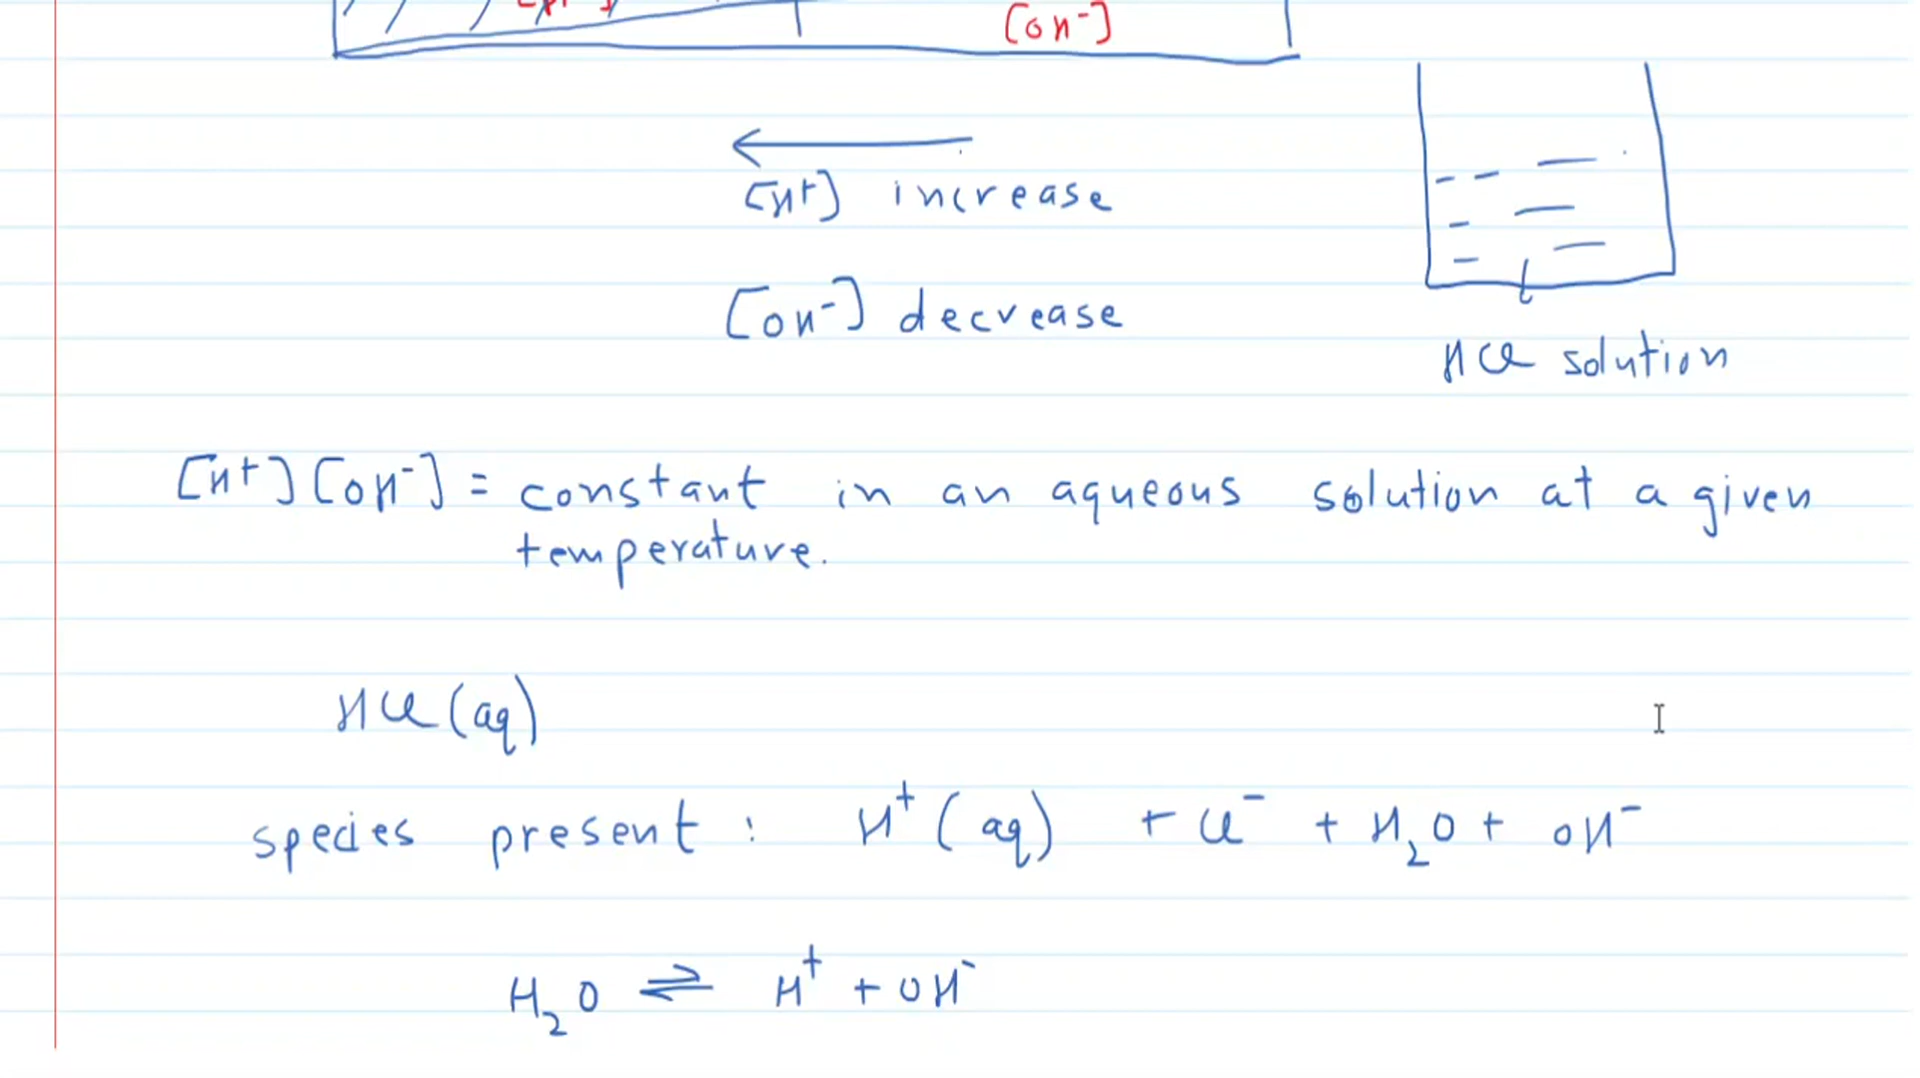 [OH⁻]
[H⁺] increase
[OH⁻] decrease
HCl solution
[H⁺][OH⁻] = constant in an aqueous solution at a given
temperature.
HCl(aq)
species present : H⁺(aq) + Cl⁻ + H₂O + OH⁻
H₂O ⇌ H⁺ + OH⁻